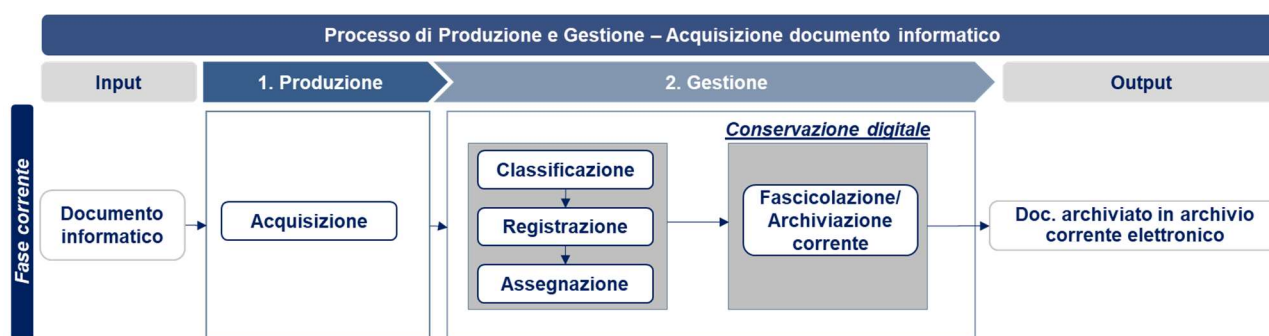 Processo di Produzione e Gestione – Acquisizione documento informatico
Input
1. Produzione
2. Gestione
Output
Fase corrente
Documento
informatico
Acquisizione
Classificazione
Registrazione
Assegnazione
Conservazione digitale
Fascicolazione/
Archiviazione
corrente
Doc. archiviato in archivio
corrente elettronico